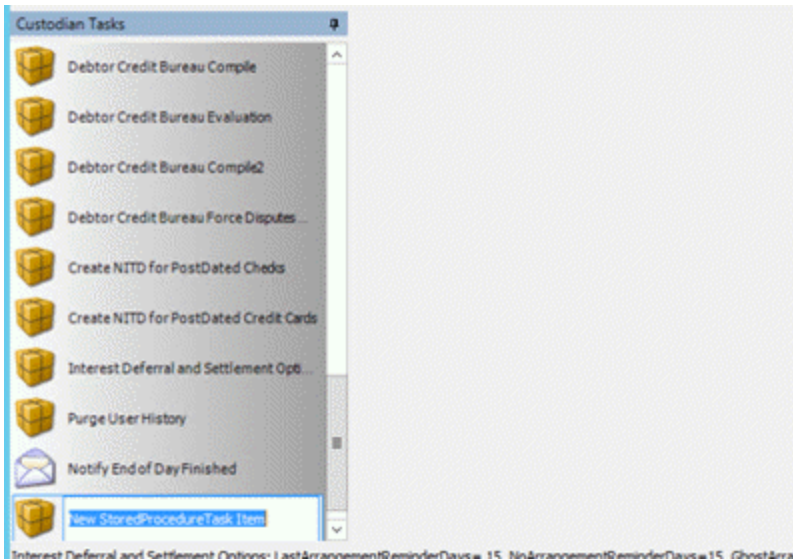 Custodian Tasks
Debtor Credit Bureau Compile
Debtor Credit Bureau Evaluation
Debtor Credit Bureau Compile2
Debtor Credit Bureau Force Disputes...
Create NITD for PostDated Checks
Create NITD for PostDated Credit Cards
Interest Deferral and Settlement Opti...
Purge User History
Notify End of Day Finished
New StoredProcedureTask Item
Interest Deferral and Settlement Options: LastArrangementReminderDays= 15, NoArrangementReminderDays=15, GhostArra